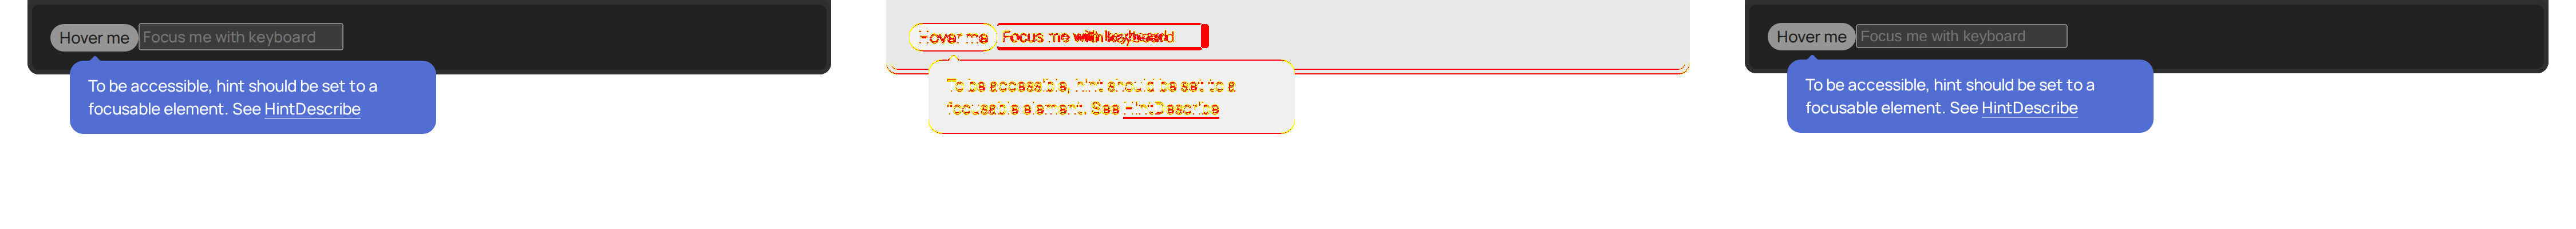 Hover me Focus me with keyboard
To be accessible, hint should be set to a
focusable element. See HintDescribe
Hover me Focus me with keyboard
To be accessible, hint should be set to a
focusable element. See HintDescribe
Hover me Focus me with keyboard
To be accessible, hint should be set to a
focusable element. See HintDescribe